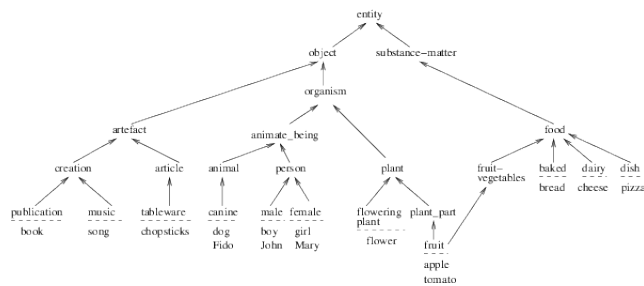 entity
object substance-matter
organism
artefact animate_being food
creation article animal person plant fruit-vegetables baked dairy dish
bread cheese pizza
publication music tableware canine male female flowering plant plant_part
book song chopsticks dog boy girl flower fruit
Fido John Mary apple
tomato